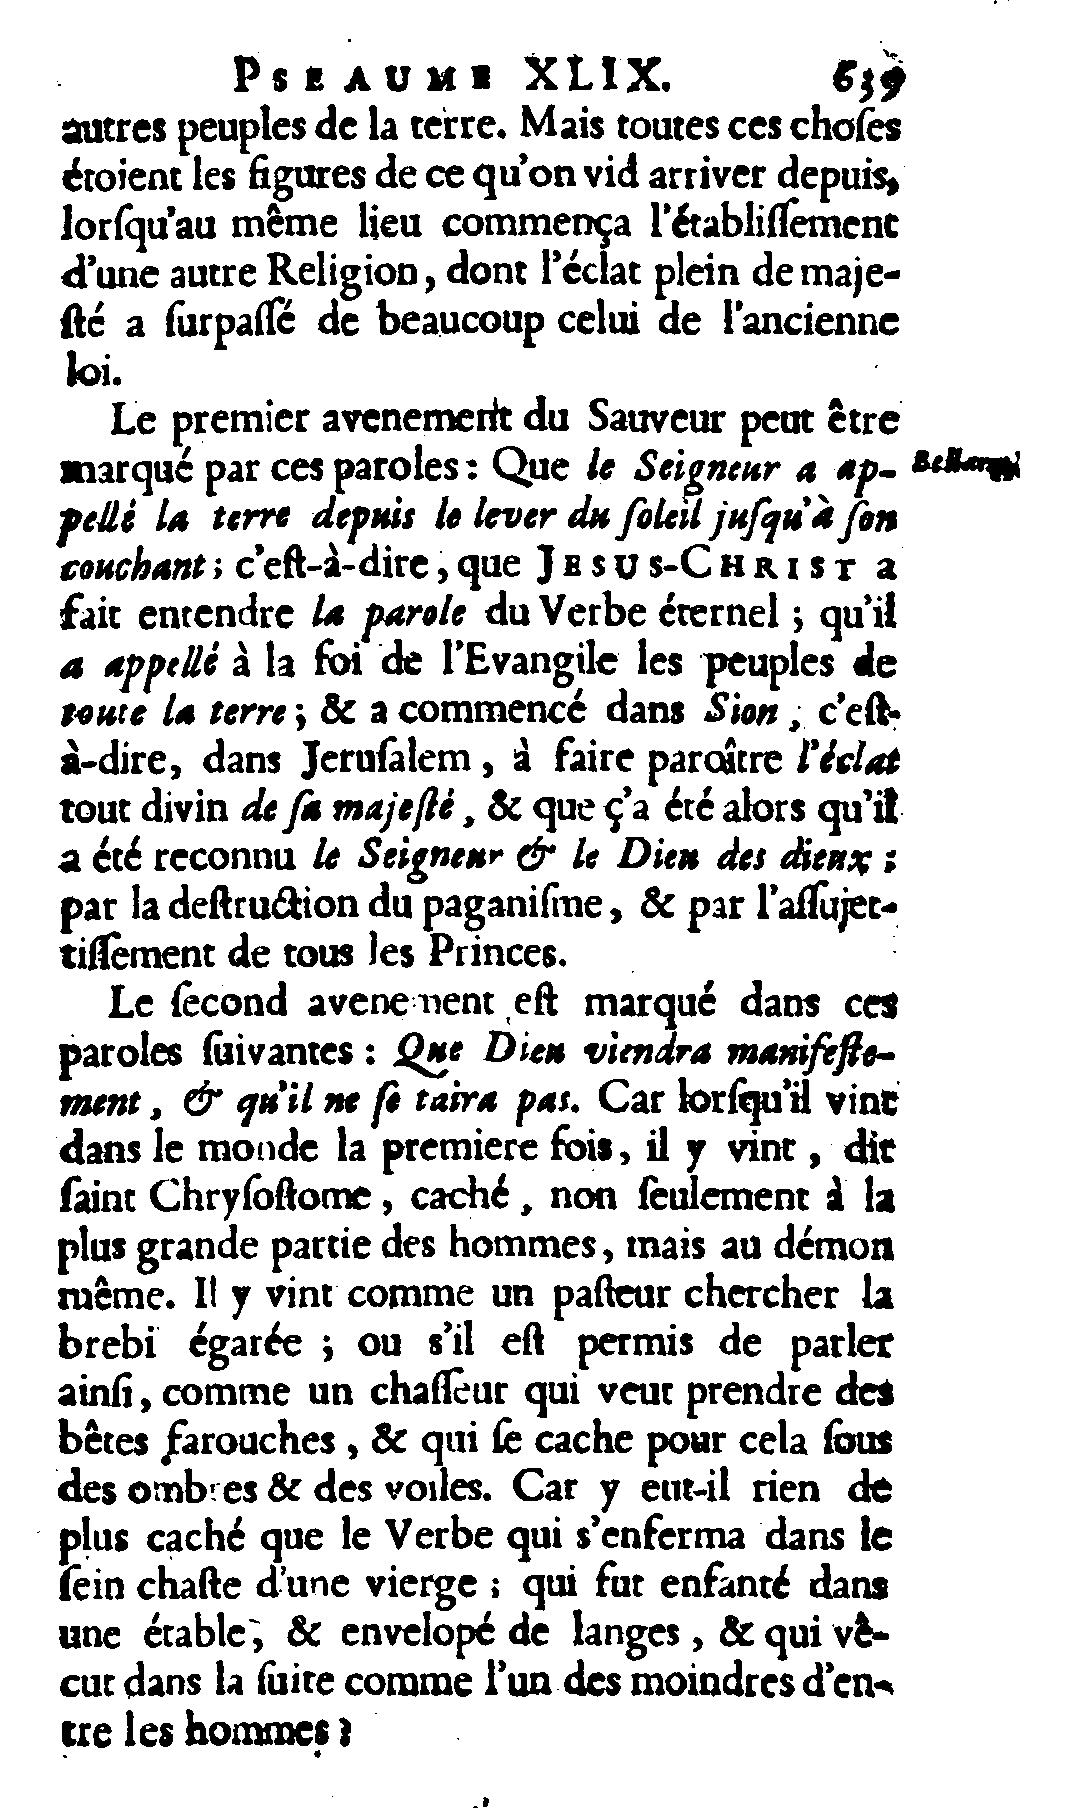 PSEAUME XLIX. 639
autres peuples de la terre. Mais toutes ces choſes
étoient les figures de ce qu'on vid arriver depuis,
lorſqu'au même lieu commença l'établiſſement
d'une autre Religion, dont l'éclat plein de maje-
ſté a ſurpaſſé de beaucoup celui de l'ancienne
loi.
Le premier avenement du Sauveur peut être
marqué par ces paroles : Que le Seigneur a ap-
pellé la terre depuis le lever du ſoleil juſqu'à ſon
couchant ; c'eſt-à-dire, que JESUS-CHRIST a
fait entendre la parole du Verbe éternel ; qu'il
a appellé à la foi de l'Evangile les peuples de
toute la terre ; & a commencé dans Sion, c'eſt-
à-dire, dans Jeruſalem, à faire paroître l'éclat
tout divin de ſa majeſté, & que ç'a été alors qu'il
a été reconnu le Seigneur & le Dieu des dieux ;
par la deſtruction du paganiſme, & par l'aſſujet-
tiſſement de tous les Princes.
Le ſecond avenement eſt marqué dans ces
paroles ſuivantes : Que Dieu viendra manifeſte-
ment, & qu'il ne ſe taira pas. Car lorſqu'il vint
dans le monde la premiere fois, il y vint, dit
ſaint Chryſoſtome, caché, non ſeulement à la
plus grande partie des hommes, mais au démon
même. Il y vint comme un paſteur chercher la
brebi égarée ; ou s'il eſt permis de parler
ainſi, comme un chaſſeur qui veut prendre des
bêtes farouches, & qui ſe cache pour cela ſous
des ombres & des voiles. Car y eut-il rien de
plus caché que le Verbe qui s'enferma dans le
ſein chaſte d'une vierge ; qui fut enfanté dans
une étable, & envelopé de langes, & qui vê-
cut dans la ſuite comme l'un des moindres d'en-
tre les hommes ?